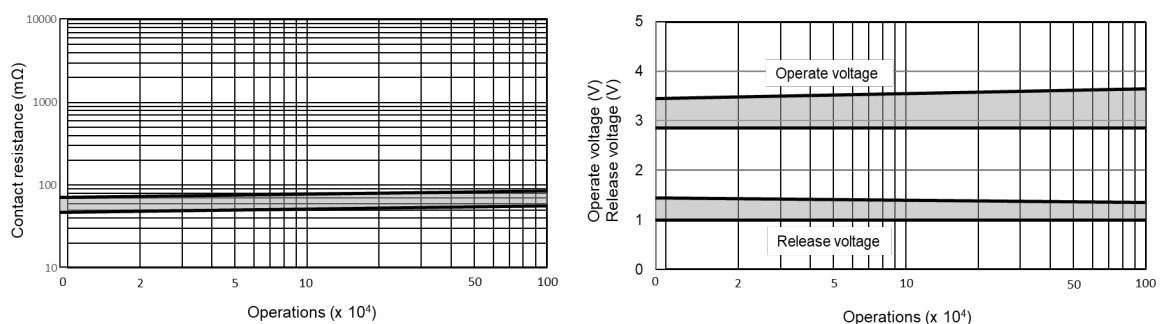 Contact resistance (mΩ)
10000
1000
100
10
0 2 5 10 50 100
Operations (x 10⁴)
Operate voltage (V)
Release voltage (V)
5
4
3
2
1
0
Operate voltage
Release voltage
0 2 5 10 50 100
Operations (x 10⁴)